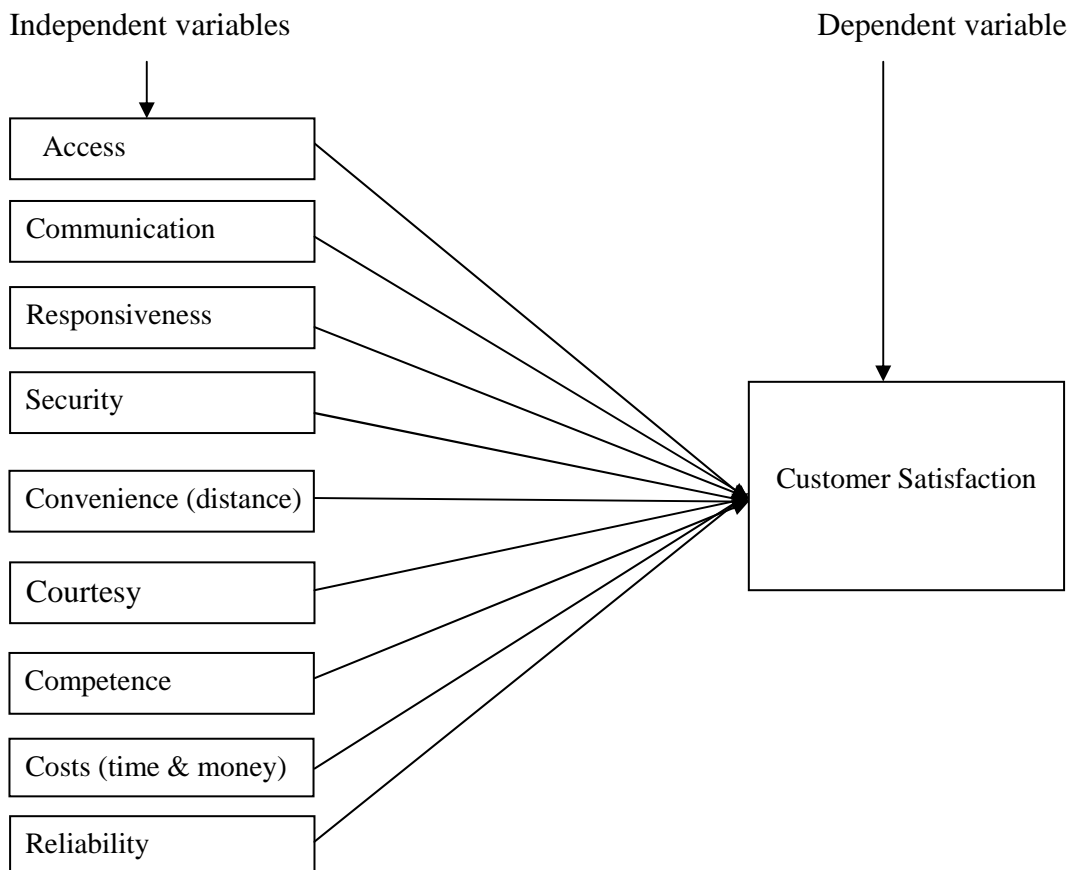 Independent variables
Dependent variable
Access
Communication
Responsiveness
Security
Convenience (distance)
Courtesy
Competence
Costs (time & money)
Reliability
Customer Satisfaction